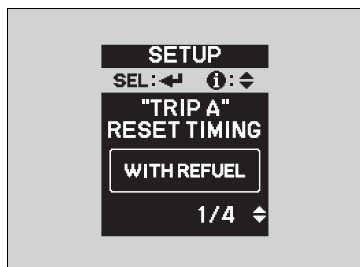 SETUP
SEL:↵ ℹ:◆
"TRIP A"
RESET TIMING
WITH REFUEL
1/4 ◆